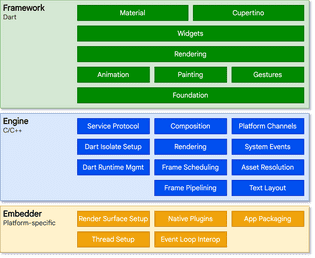 Framework
Dart
Material Cupertino
Widgets
Rendering
Animation Painting Gestures
Foundation
Engine
C/C++
Service Protocol Composition Platform Channels
Dart Isolate Setup Rendering System Events
Dart Runtime Mgmt Frame Scheduling Asset Resolution
Frame Pipelining Text Layout
Embedder
Platform-specific
Render Surface Setup Native Plugins App Packaging
Thread Setup Event Loop Interop